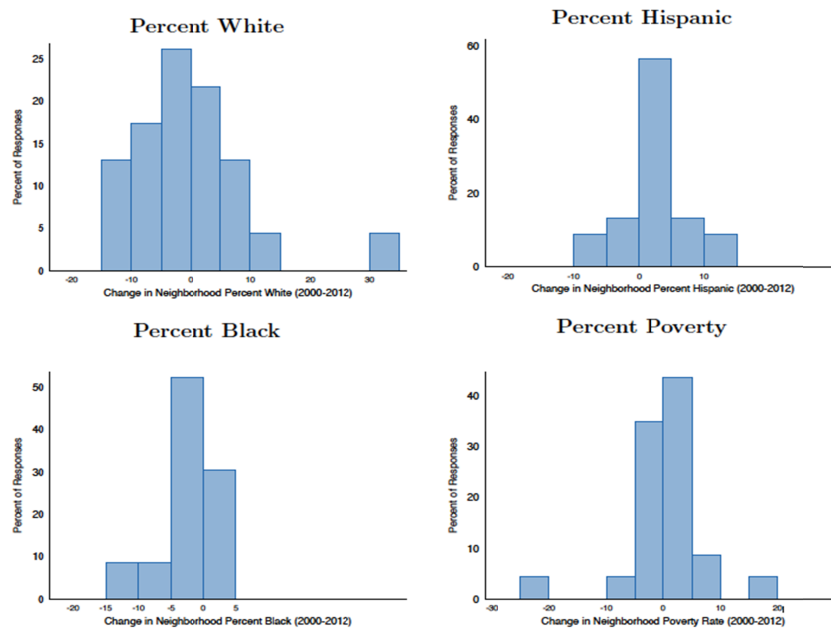 Percent White
Percent of Responses
25
20
15
10
5
0
-20 -10 0 10 20 30
Change in Neighborhood Percent White (2000-2012)
Percent Hispanic
Percent of Responses
60
40
20
0
-20 -10 0 10
Change in Neighborhood Percent Hispanic (2000-2012)
Percent Black
Percent of Responses
50
40
30
20
10
0
-20 -15 -10 -5 0 5
Change in Neighborhood Percent Black (2000-2012)
Percent Poverty
Percent of Responses
40
30
20
10
0
-30 -20 -10 0 10 20
Change in Neighborhood Poverty Rate (2000-2012)